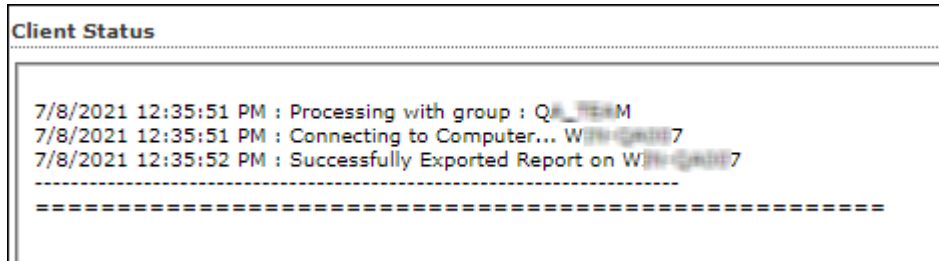 Client Status
7/8/2021 12:35:51 PM : Processing with group :
7/8/2021 12:35:51 PM : Connecting to Computer...
7/8/2021 12:35:52 PM : Successfully Exported Report on
---------------------------------------------------------------------
====================================================